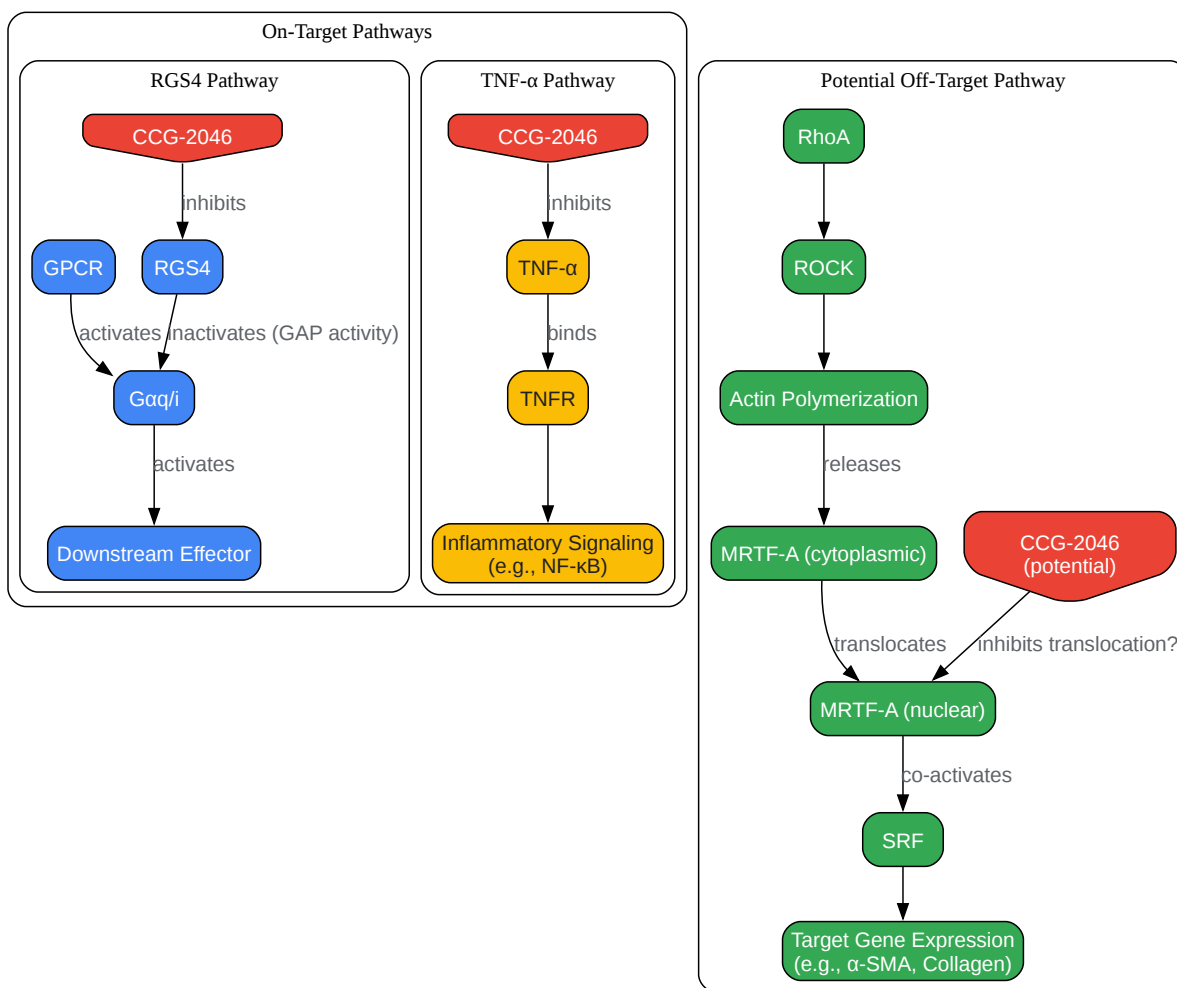 On-Target Pathways
RGS4 Pathway
CCG-2046
inhibits
GPCR
RGS4
activates
inactivates (GAP activity)
Gαq/i
activates
Downstream Effector
TNF-α Pathway
CCG-2046
inhibits
TNF-α
binds
TNFR
Inflammatory Signaling
(e.g., NF-κB)
Potential Off-Target Pathway
RhoA
ROCK
Actin Polymerization
releases
MRTF-A (cytoplasmic)
CCG-2046
(potential)
translocates
inhibits translocation?
MRTF-A (nuclear)
co-activates
SRF
Target Gene Expression
(e.g., α-SMA, Collagen)